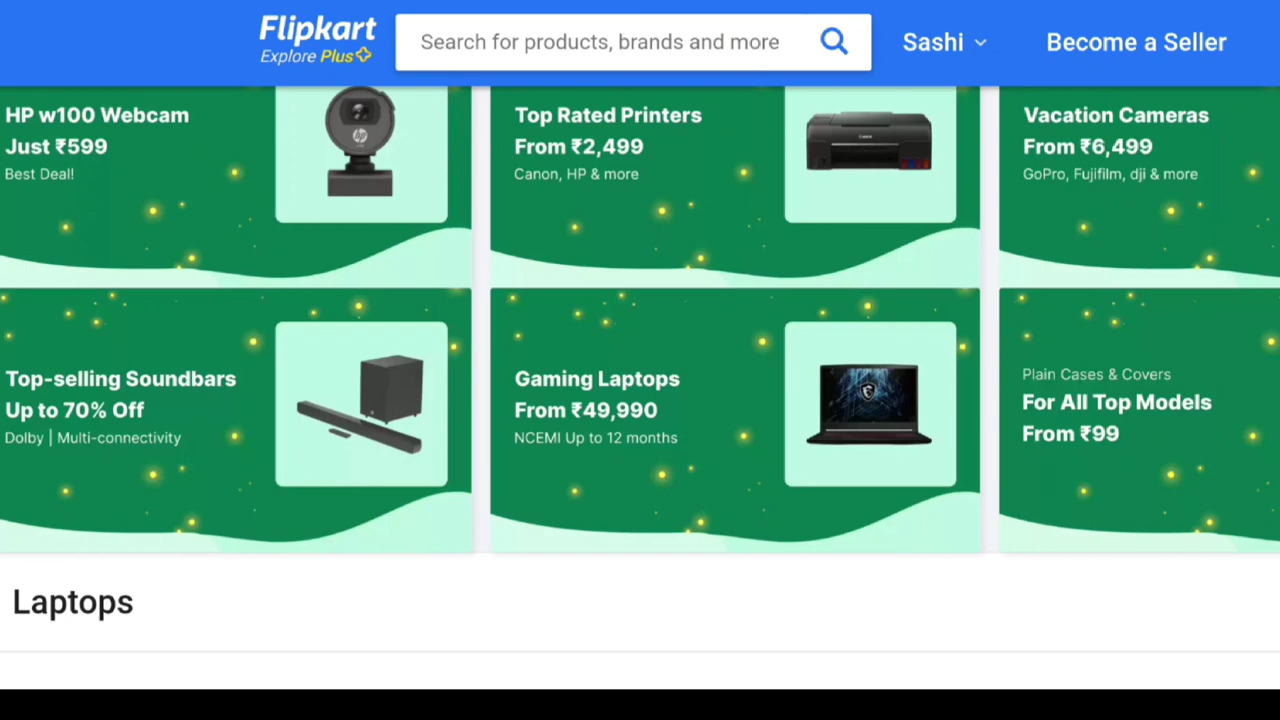 Flipkart
Explore Plus
Search for products, brands and more
Sashi
Become a Seller
HP w100 Webcam
Just ₹599
Best Deal!
Top Rated Printers
From ₹2,499
Canon, HP & more
Canon
Vacation Cameras
From ₹6,499
GoPro, Fujifilm, dji & more
Top-selling Soundbars
Up to 70% Off
Dolby | Multi-connectivity
Gaming Laptops
From ₹49,990
NCEMI Up to 12 months
Plain Cases & Covers
For All Top Models
From ₹99
Laptops